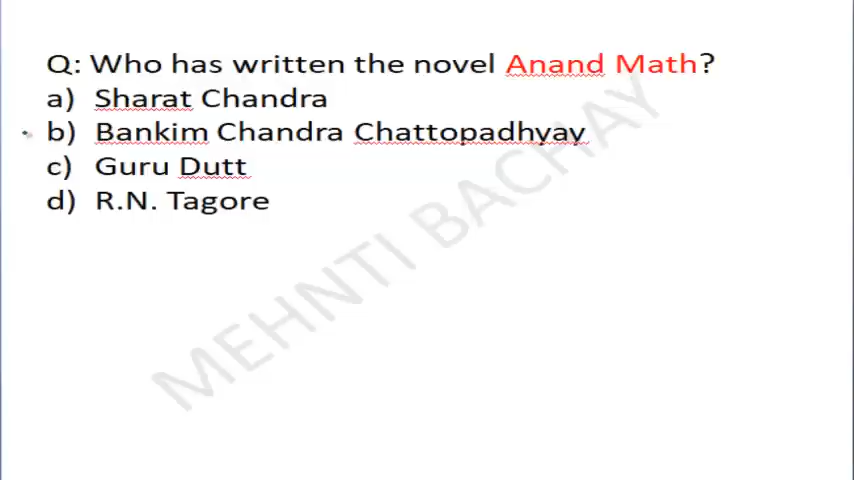 Q: Who has written the novel Anand Math?
a) Sharat Chandra
b) Bankim Chandra Chattopadhyay
c) Guru Dutt
d) R.N. Tagore
MEHNTI BACHAY